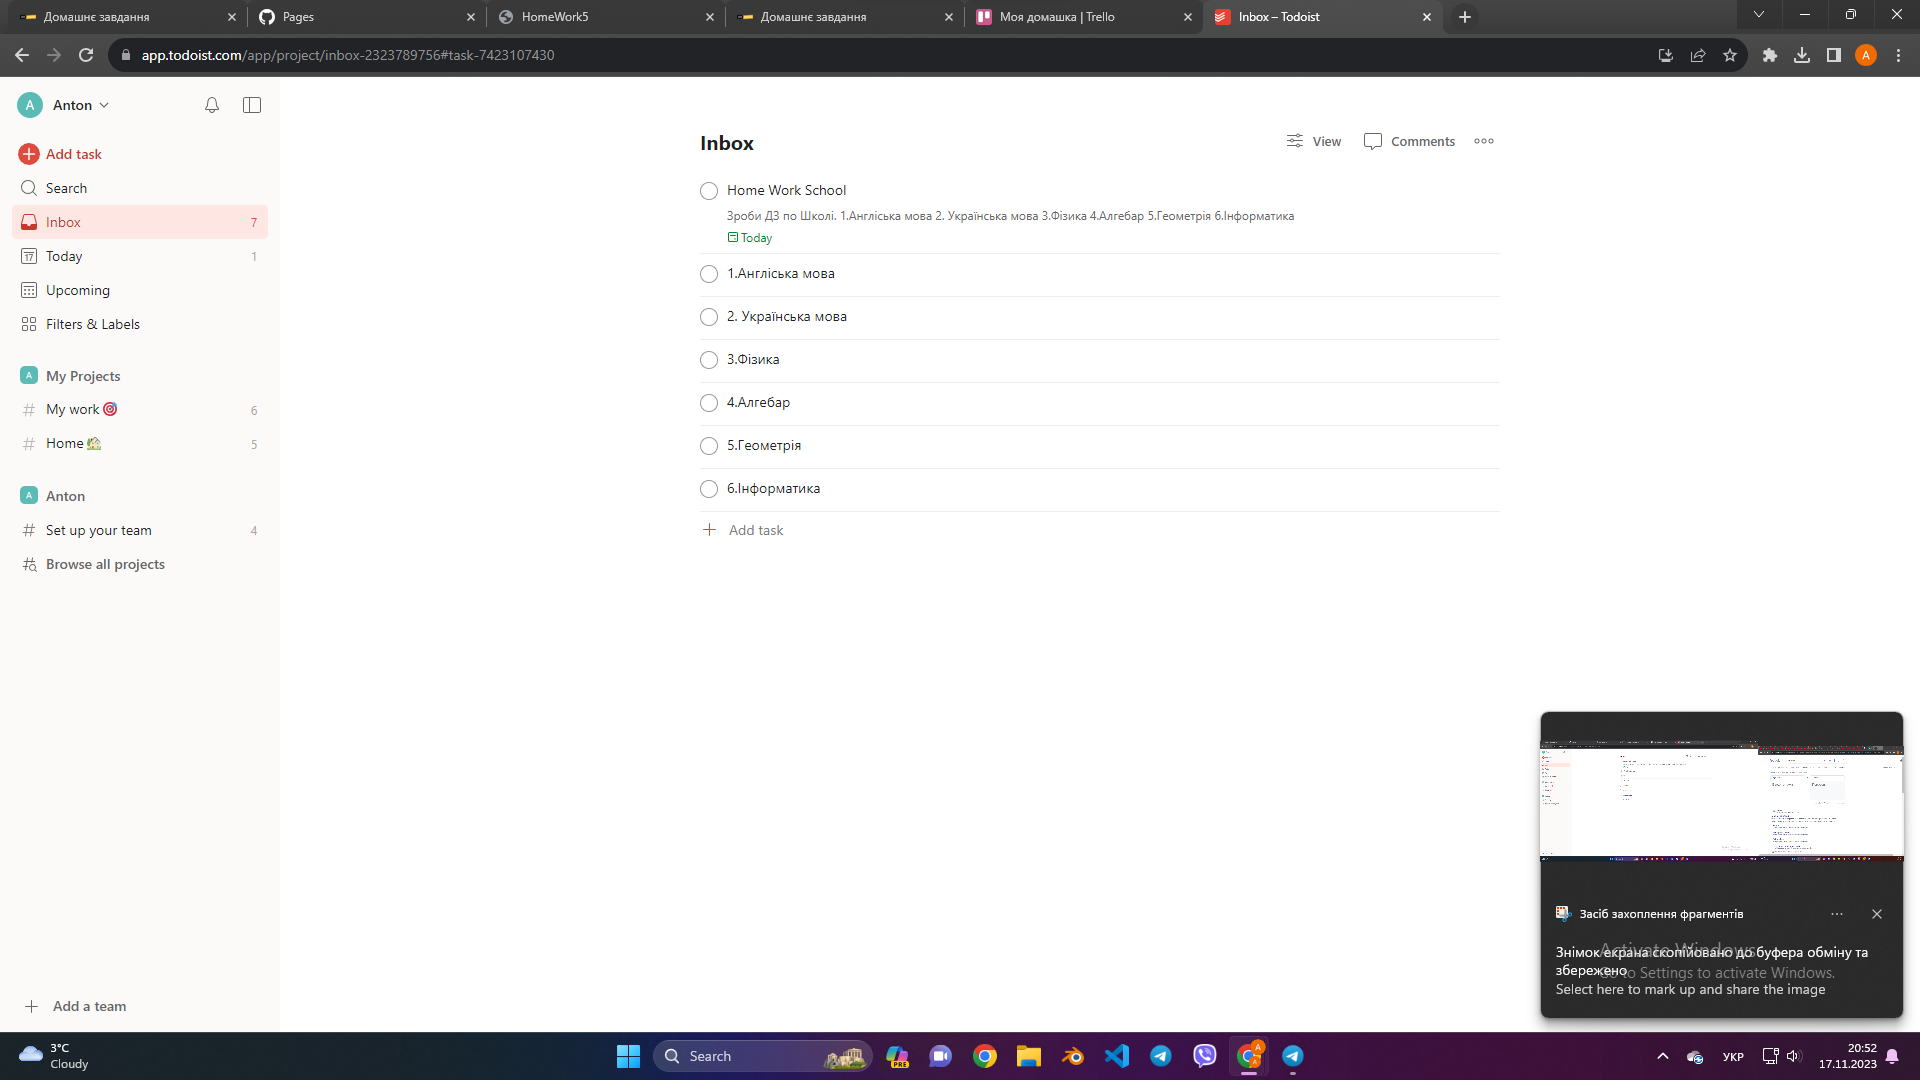 Домашнє завдання
Pages
HomeWork5
Домашнє завдання
Моя домашка | Trello
Inbox – Todoist
app.todoist.com/app/project/inbox-2323789756#task-7423107430
A
A
Anton
Add task
Search
Inbox
7
17
Today
1
Upcoming
Filters & Labels
A
My Projects
# My work
6
# Home
5
A
Anton
# Set up your team
4
Browse all projects
Add a team
Inbox
View
Comments
Home Work School
Зроби ДЗ по Школі. 1.Англіська мова 2. Українська мова 3.Фізика 4.Алгебар 5.Геометрія 6.Інформатика
Today
1.Англіська мова
2. Українська мова
3.Фізика
4.Алгебар
5.Геометрія
6.Інформатика
Add task
Засіб захоплення фрагментів
Activate Windows
Знімок екрана скопійовано до буфера обміну та
збережено
Go to Settings to activate Windows.
Select here to mark up and share the image
3°C
Cloudy
Search
PRE
A
A
УКР
20:52
17.11.2023